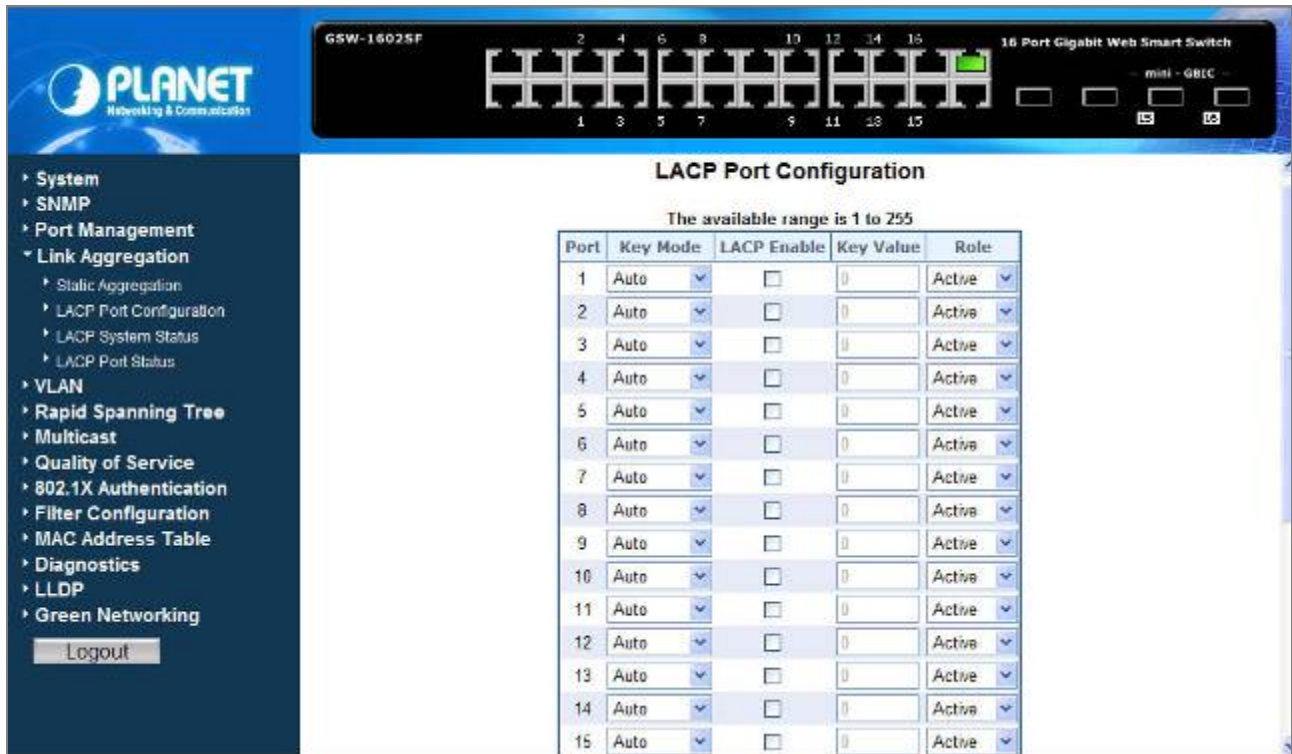 GSW-1602SF
2 4 6 8 10 12 14 16
16 Port Gigabit Web Smart Switch
mini - GBIC
PLANET
Networking & Communication
1 3 5 7 9 11 13 15
15 16
System
SNMP
Port Management
Link Aggregation
Static Aggregation
LACP Port Configuration
LACP System Status
LACP Port Status
VLAN
Rapid Spanning Tree
Multicast
Quality of Service
802.1X Authentication
Filter Configuration
MAC Address Table
Diagnostics
LLDP
Green Networking
Logout
LACP Port Configuration
The available range is 1 to 255
Port Key Mode LACP Enable Key Value Role
1 Auto 0 Active
2 Auto 0 Active
3 Auto 0 Active
4 Auto 0 Active
5 Auto 0 Active
6 Auto 0 Active
7 Auto 0 Active
8 Auto 0 Active
9 Auto 0 Active
10 Auto 0 Active
11 Auto 0 Active
12 Auto 0 Active
13 Auto 0 Active
14 Auto 0 Active
15 Auto 0 Active